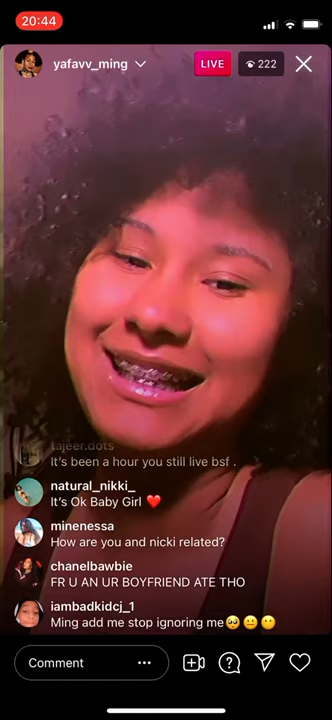 20:44
yafavv_ming
LIVE
222
tajeer.dots
It's been a hour you still live bsf .
natural_nikki_
It's Ok Baby Girl ❤️
minenessa
How are you and nicki related?
chanelbawbie
FR U AN UR BOYFRIEND ATE THO
iambadkidcj_1
Ming add me stop ignoring me🥺😐😶
Comment